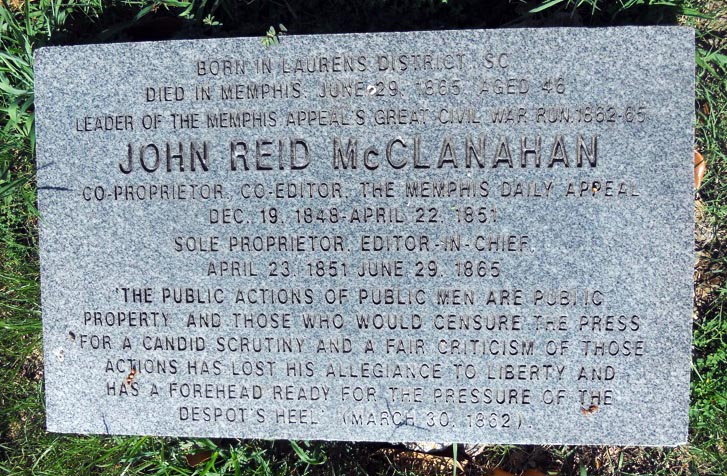 BORN IN LAURENS DISTRICT, SC
DIED IN MEMPHIS, JUNE 29, 1865, AGED 46
LEADER OF THE MEMPHIS APPEAL'S GREAT CIVIL WAR RUN, 1862-65
JOHN REID McCLANAHAN
CO-PROPRIETOR, CO-EDITOR, THE MEMPHIS DAILY APPEAL
DEC. 19, 1848-APRIL 22, 1851
SOLE PROPRIETOR, EDITOR-IN-CHIEF,
APRIL 23, 1851 JUNE 29, 1865
"THE PUBLIC ACTIONS OF PUBLIC MEN ARE PUBLIC
PROPERTY AND THOSE WHO WOULD CENSURE THE PRESS
FOR A CANDID SCRUTINY AND A FAIR CRITICISM OF THOSE
ACTIONS HAS LOST HIS ALLEGIANCE TO LIBERTY AND
HAS A FOREHEAD READY FOR THE PRESSURE OF THE
DESPOT'S HEEL" (MARCH 30, 1862).